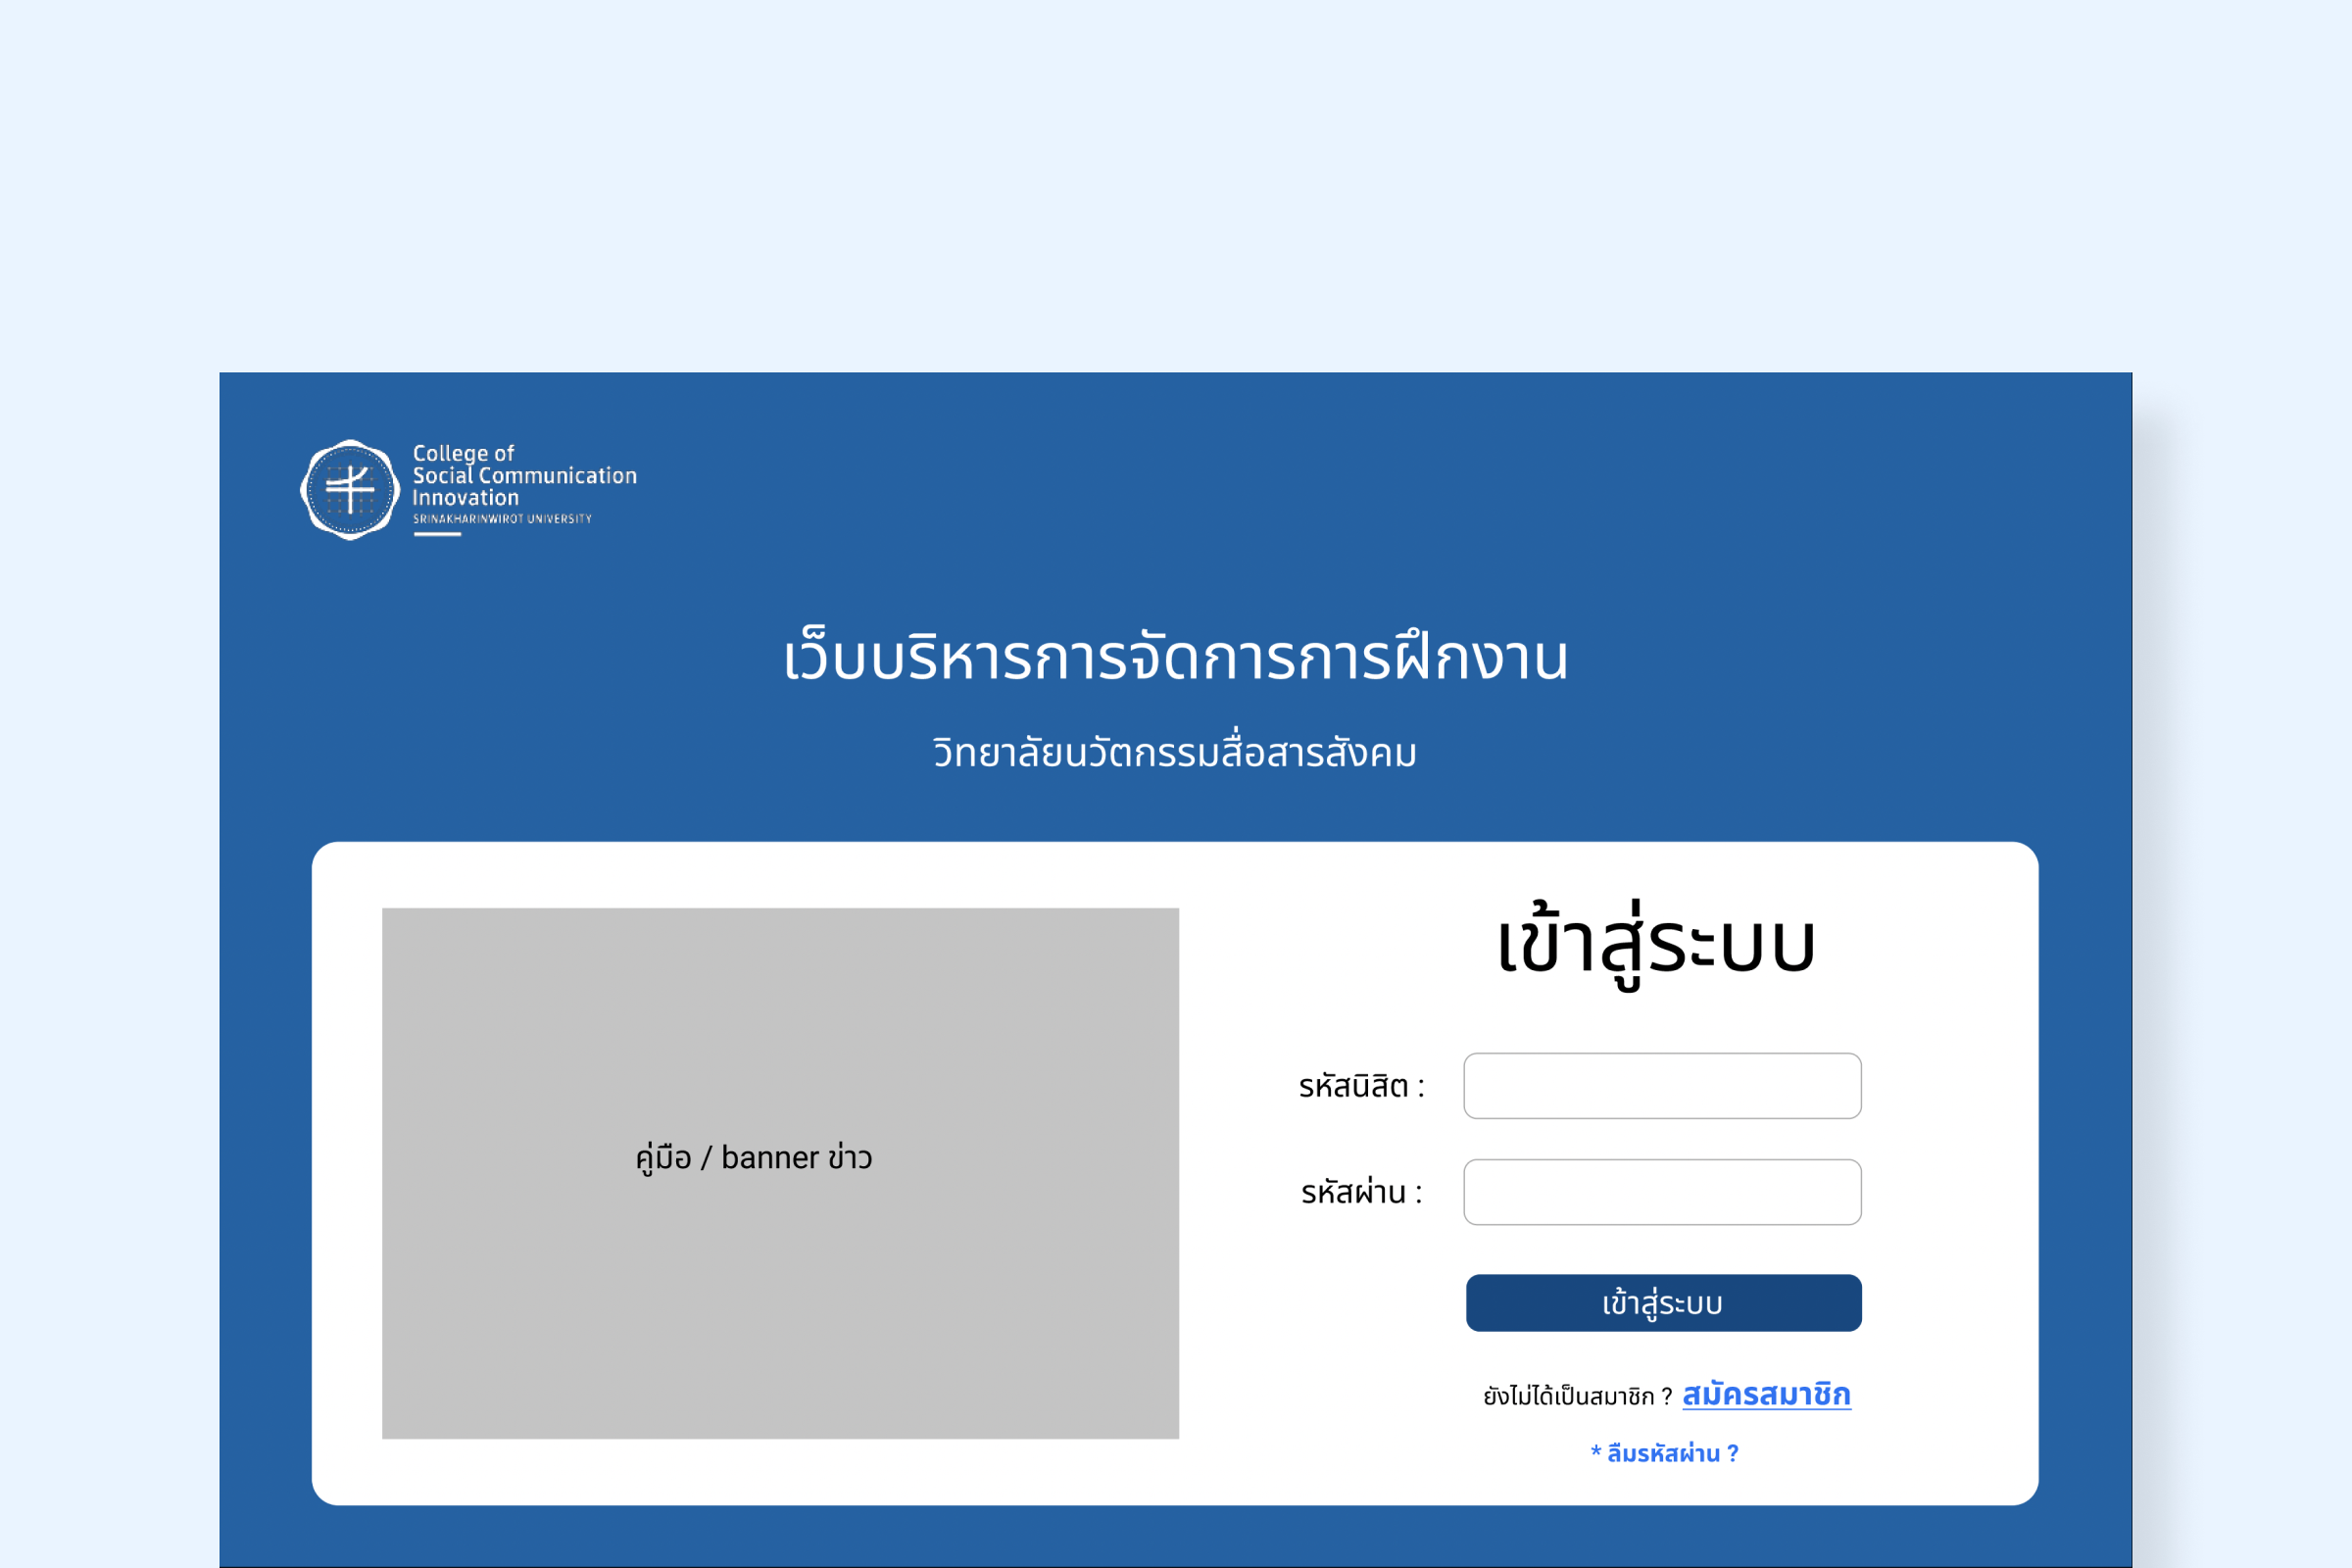 College of
Social Communication
Innovation
SRINAKHARINWIROT UNIVERSITY
เว็บบริหารการจัดการการฝึกงาน
วิทยาลัยนวัตกรรมสื่อสารสังคม
คู่มือ / banner ข่าว
เข้าสู่ระบบ
รหัสนิสิต :
รหัสผ่าน :
เข้าสู่ระบบ
ยังไม่ได้เป็นสมาชิก ? สมัครสมาชิก
* ลืมรหัสผ่าน ?